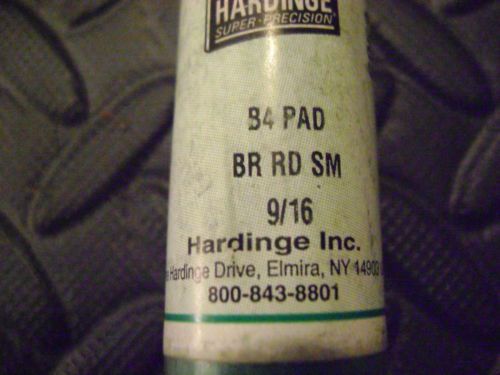 HARDINGE
SUPER-PRECISION®
B4 PAD
BR RD SM
9/16
Hardinge Inc.
Hardinge Drive, Elmira, NY 14903
800-843-8801